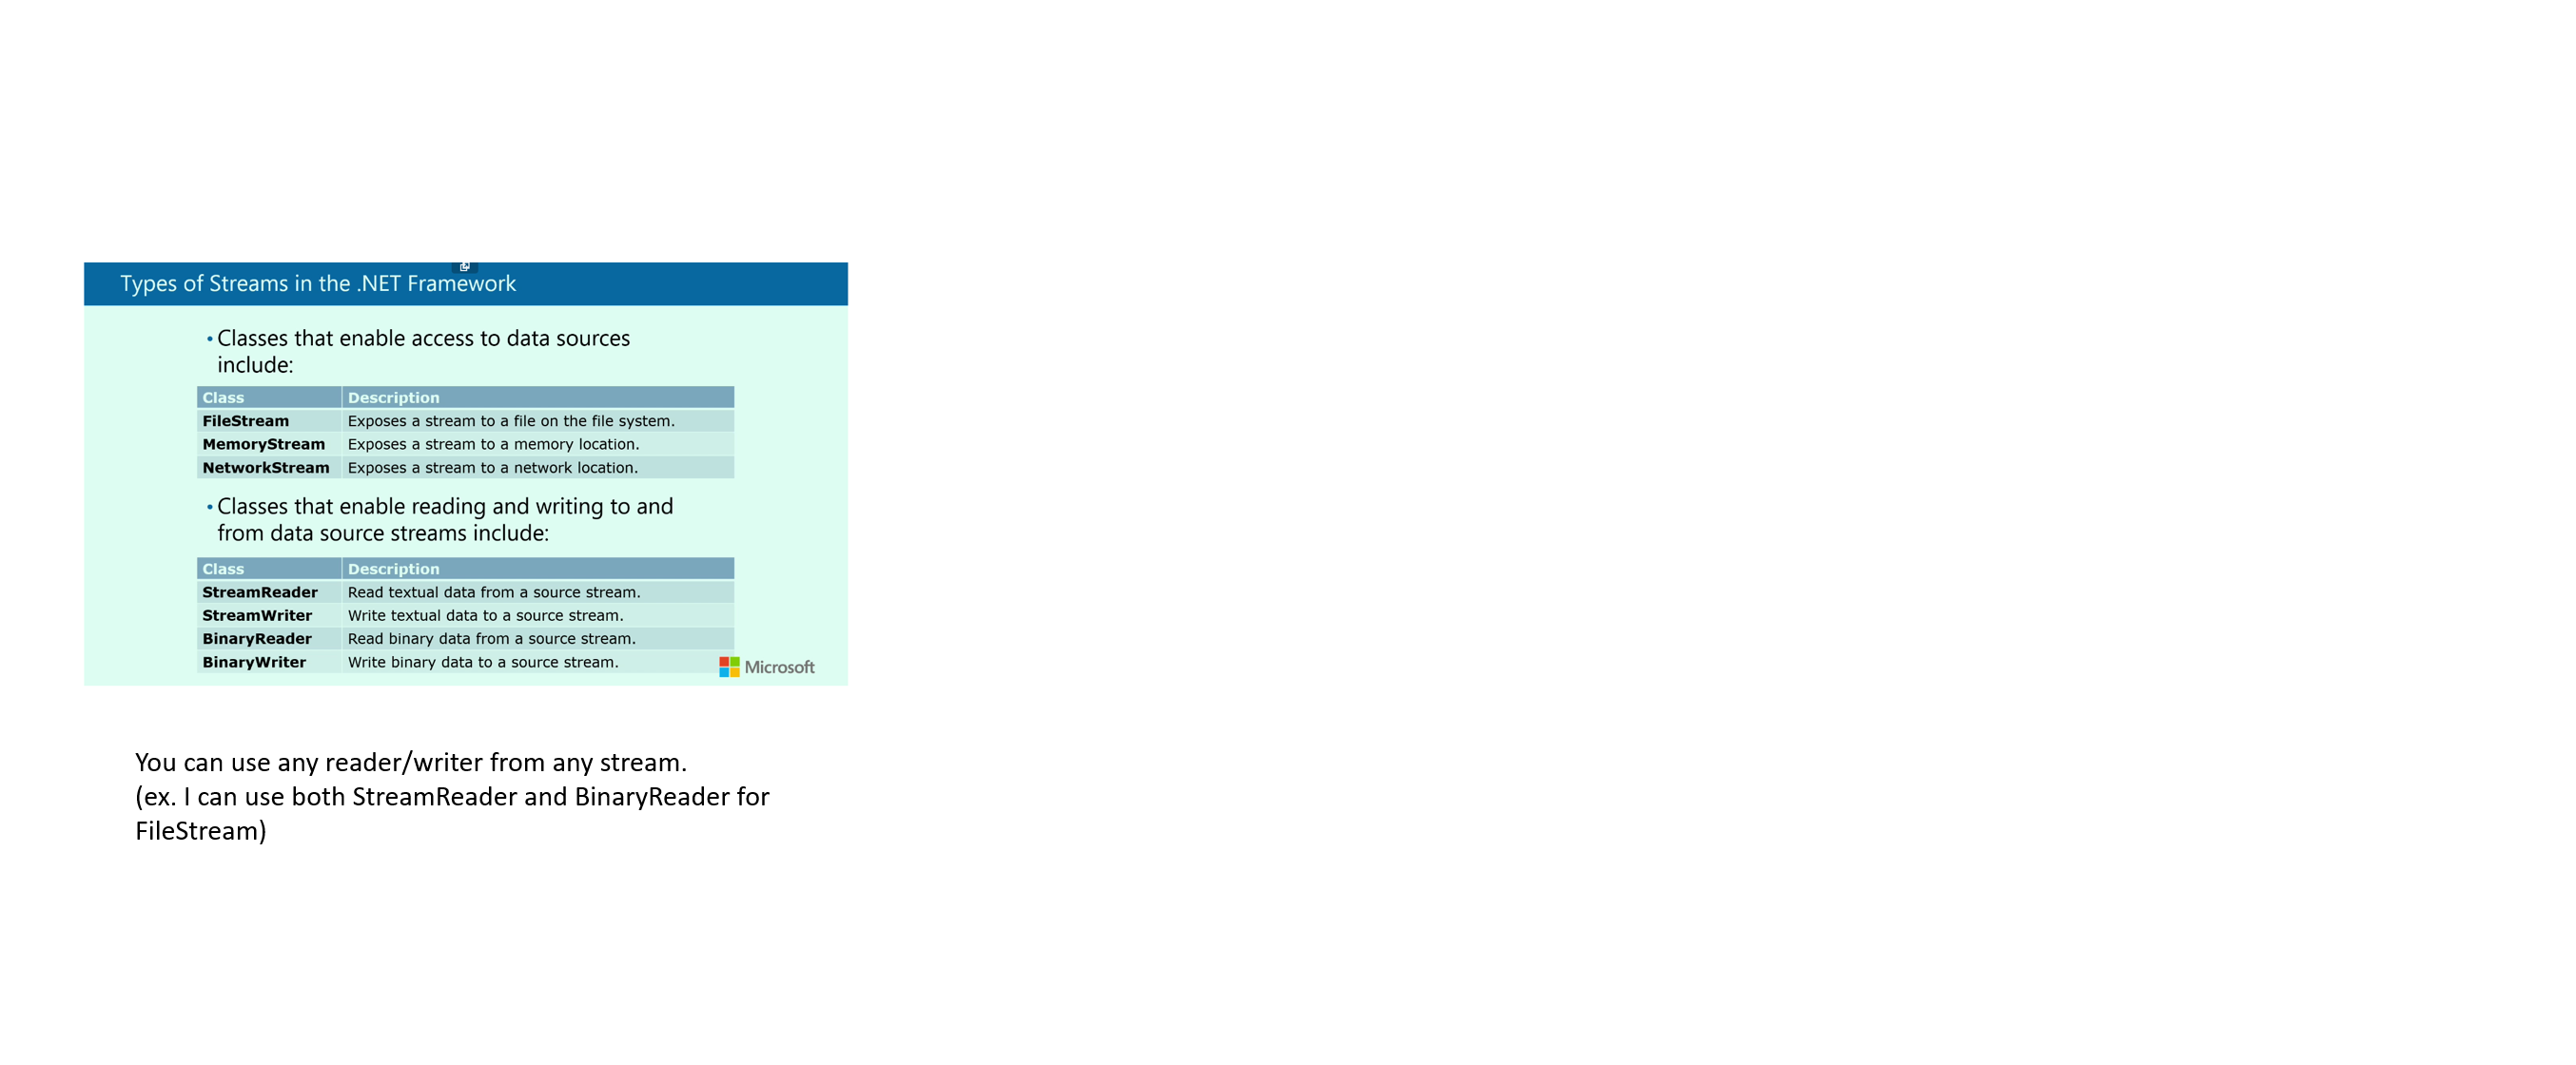 Types of Streams in the .NET Framework
• Classes that enable access to data sources
include:
Class Description
FileStream Exposes a stream to a file on the file system.
MemoryStream Exposes a stream to a memory location.
NetworkStream Exposes a stream to a network location.
• Classes that enable reading and writing to and
from data source streams include:
Class Description
StreamReader Read textual data from a source stream.
StreamWriter Write textual data to a source stream.
BinaryReader Read binary data from a source stream.
BinaryWriter Write binary data to a source stream.
Microsoft
You can use any reader/writer from any stream.
(ex. I can use both StreamReader and BinaryReader for
FileStream)